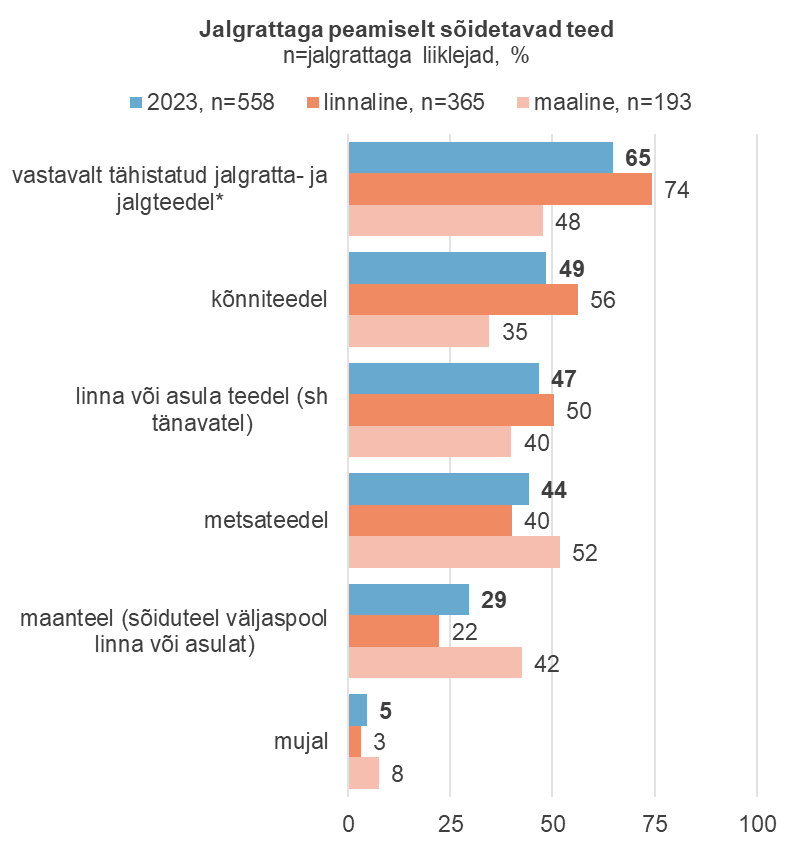 Jalgrattaga peamiselt sõidetavad teed
n=jalgrattaga liiklejad, %
2023, n=558 linnaline, n=365 maaline, n=193
vastavalt tähistatud jalgratta- ja
jalgteedel*
65
74
48
kõnniteedel
49
56
35
linna või asula teedel (sh
tänavatel)
47
50
40
metsateedel
44
40
52
maanteel (sõiduteel väljaspool
linna või asulat)
29
22
42
mujal
5
3
8
0 25 50 75 100